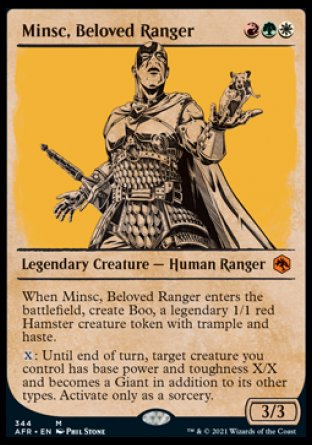 Minsc, Beloved Ranger
Legendary Creature — Human Ranger
When Minsc, Beloved Ranger enters the
battlefield, create Boo, a legendary 1/1 red
Hamster creature token with trample and
haste.
X: Until end of turn, target creature you
control has base power and toughness X/X
and becomes a Giant in addition to its other
types. Activate only as a sorcery.
3/3
344 M
AFR • EN PHIL STONE
™ & © 2021 Wizards of the Coast